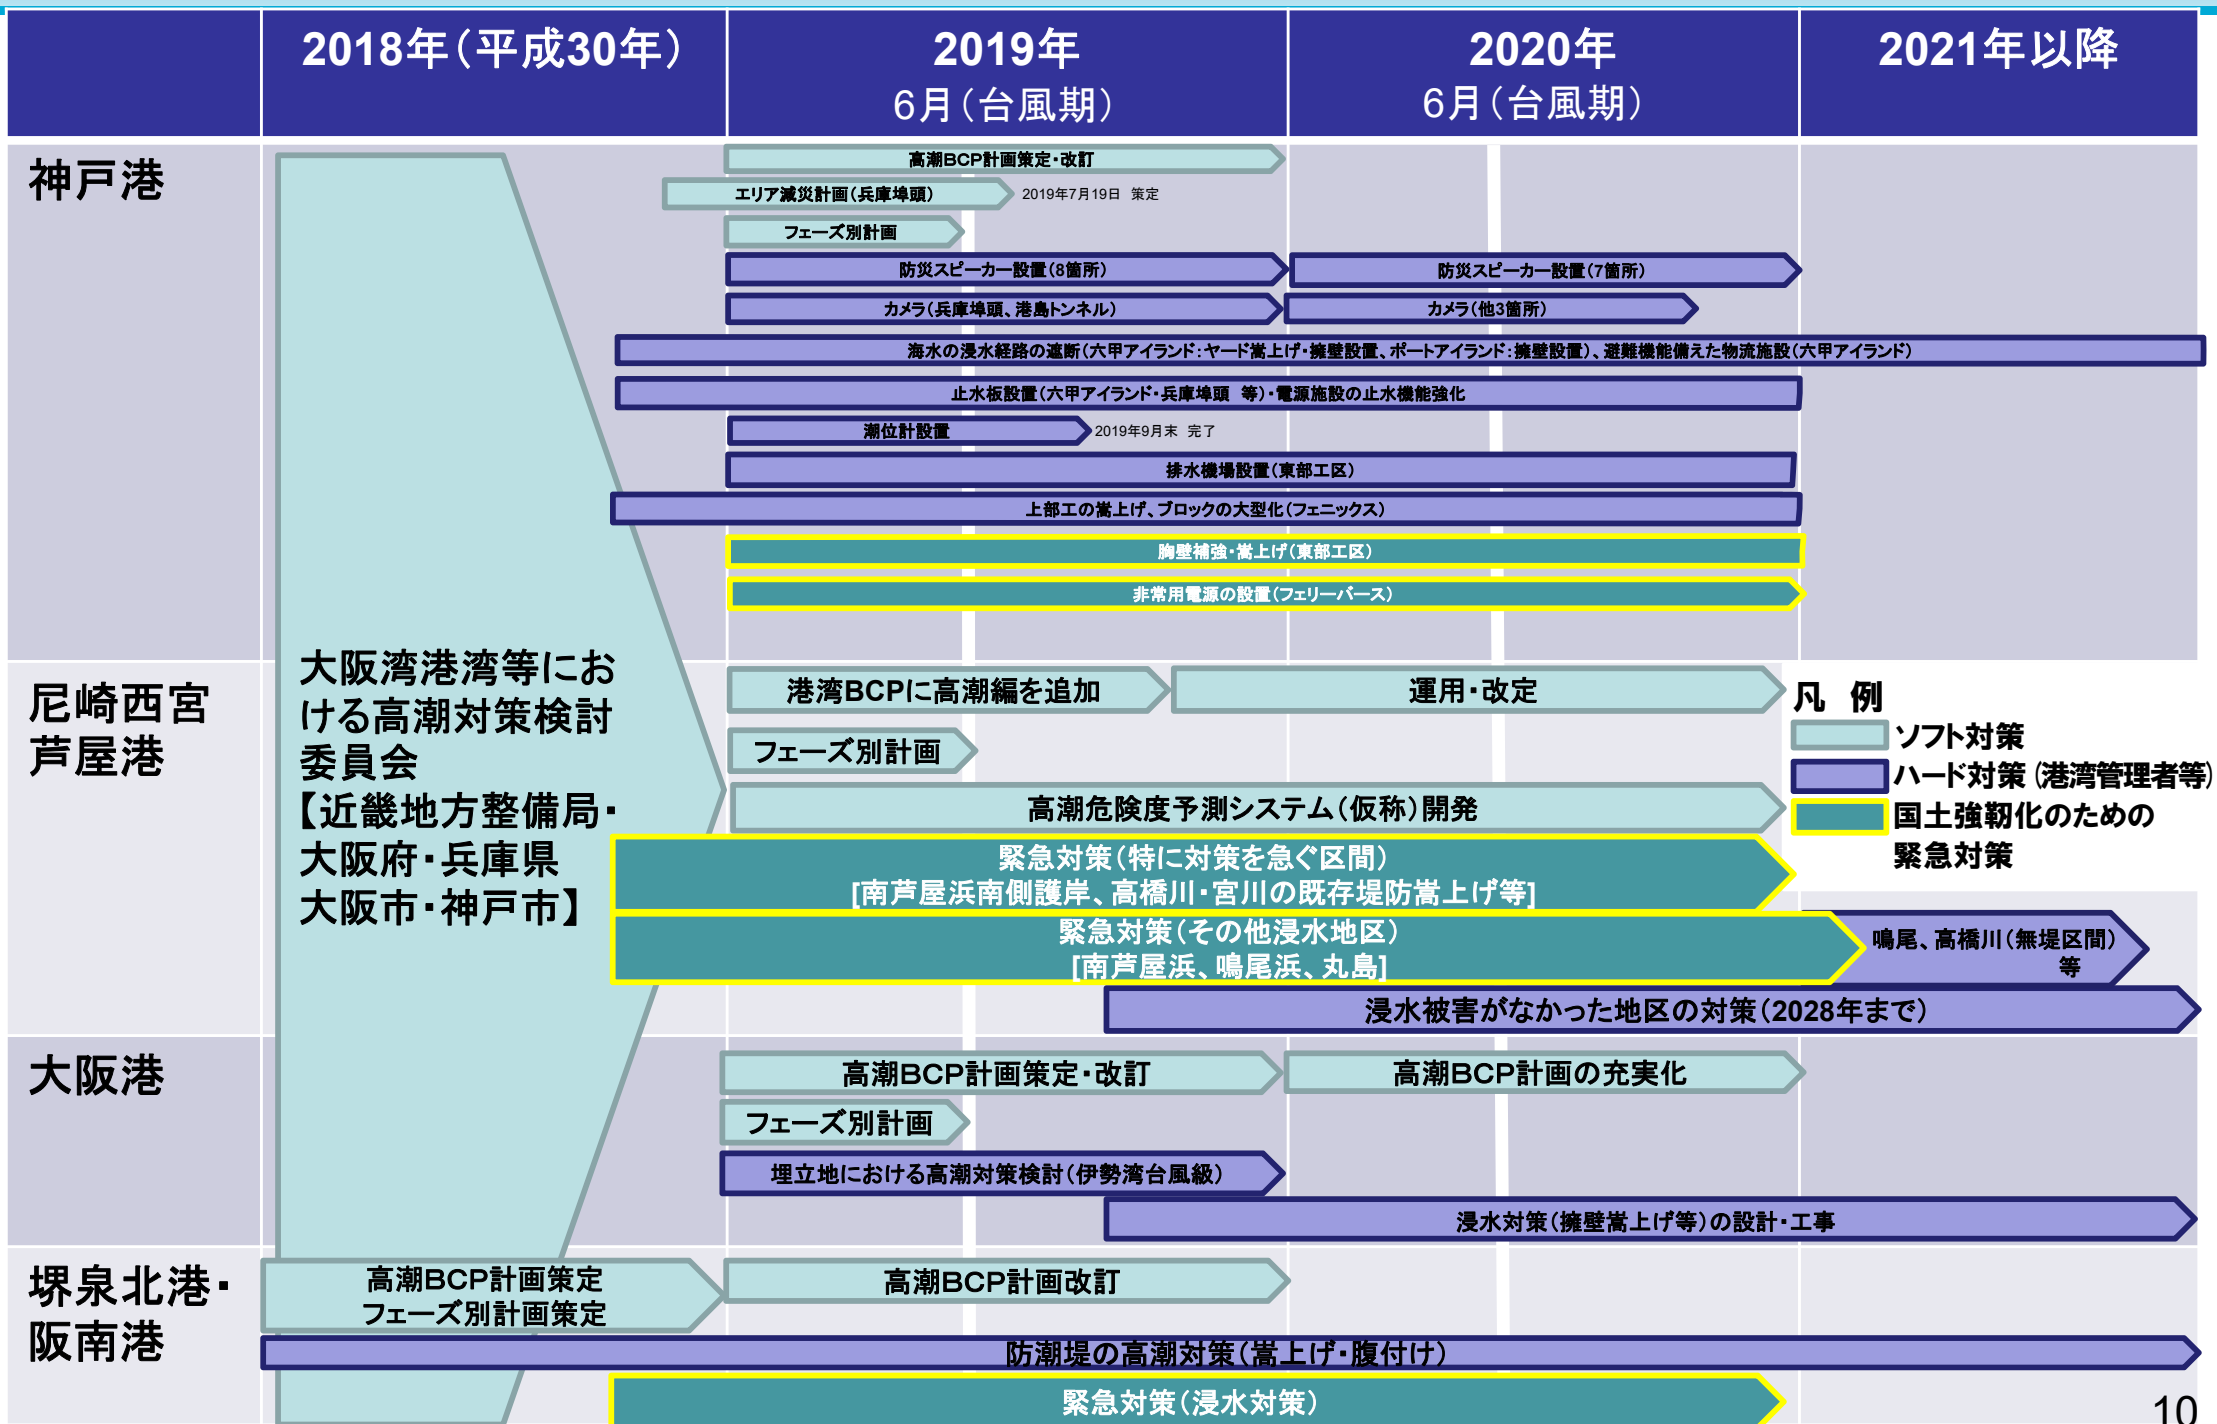 2018年(平成30年)
2019年
6月(台風期)
2020年
6月(台風期)
2021年以降
神戸港
高潮BCP計画策定・改訂
エリア減災計画(兵庫埠頭)
2019年7月19日 策定
フェーズ別計画
防災スピーカー設置(8箇所)
防災スピーカー設置(7箇所)
カメラ(兵庫埠頭、港島トンネル)
カメラ(他3箇所)
海水の浸水経路の遮断(六甲アイランド:ヤード嵩上げ・擁壁設置、ポートアイランド:擁壁設置)、避難機能備えた物流施設(六甲アイランド)
止水板設置(六甲アイランド・兵庫埠頭 等)・電源施設の止水機能強化
潮位計設置
2019年9月末 完了
排水機場設置(東部工区)
上部工の嵩上げ、ブロックの大型化(フェニックス)
胸壁補強・嵩上げ(東部工区)
非常用電源の設置(フェリーバース)
大阪湾港湾等にお
ける高潮対策検討
委員会
【近畿地方整備局・
大阪府・兵庫県
大阪市・神戸市】
尼崎西宮
芦屋港
港湾BCPに高潮編を追加
運用・改定
フェーズ別計画
高潮危険度予測システム(仮称)開発
緊急対策(特に対策を急ぐ区間)
[南芦屋浜南側護岸、高橋川・宮川の既存堤防嵩上げ等]
緊急対策(その他浸水地区)
[南芦屋浜、鳴尾浜、丸島]
鳴尾、高橋川(無堤区間)
等
浸水被害がなかった地区の対策(2028年まで)
凡 例
ソフト対策
ハード対策(港湾管理者等)
国土強靭化のための
緊急対策
大阪港
高潮BCP計画策定・改訂
高潮BCP計画の充実化
フェーズ別計画
埋立地における高潮対策検討(伊勢湾台風級)
浸水対策(擁壁嵩上げ等)の設計・工事
堺泉北港・
阪南港
高潮BCP計画策定
フェーズ別計画策定
高潮BCP計画改訂
防潮堤の高潮対策(嵩上げ・腹付け)
緊急対策(浸水対策)
10